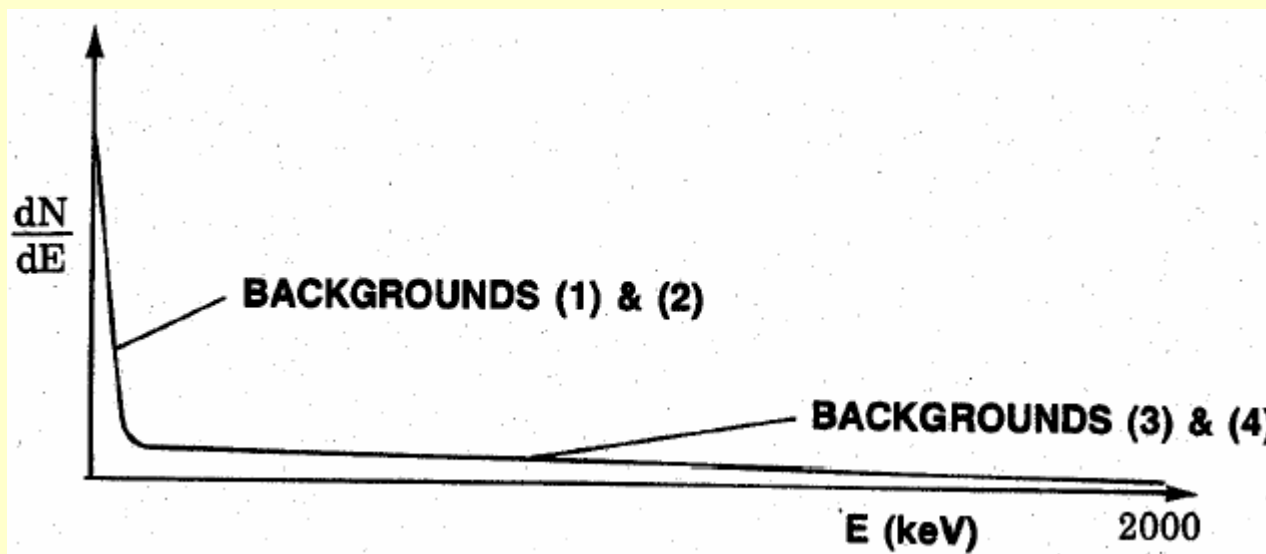 dN
dE
BACKGROUNDS (1) & (2)
BACKGROUNDS (3) & (4)
E (keV)
2000